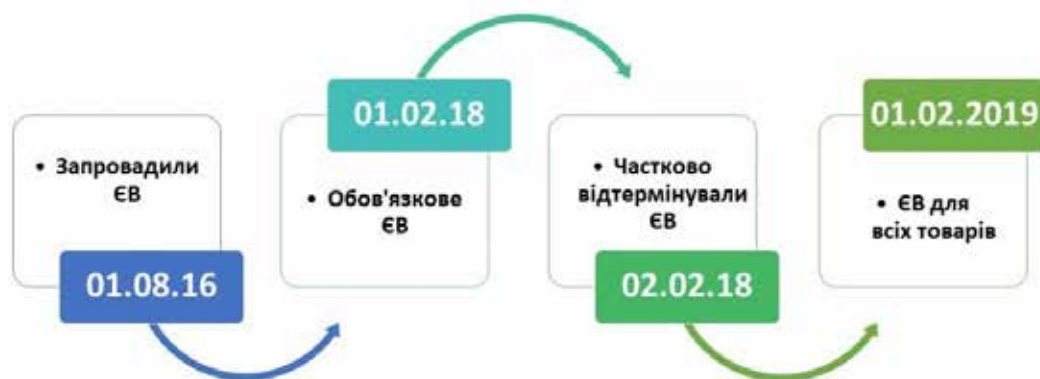 • Запровадили
ЄВ
01.08.16
01.02.18
• Обов'язкове
ЄВ
• Частково
відтермінували
ЄВ
02.02.18
01.02.2019
• ЄВ для
всіх товарів